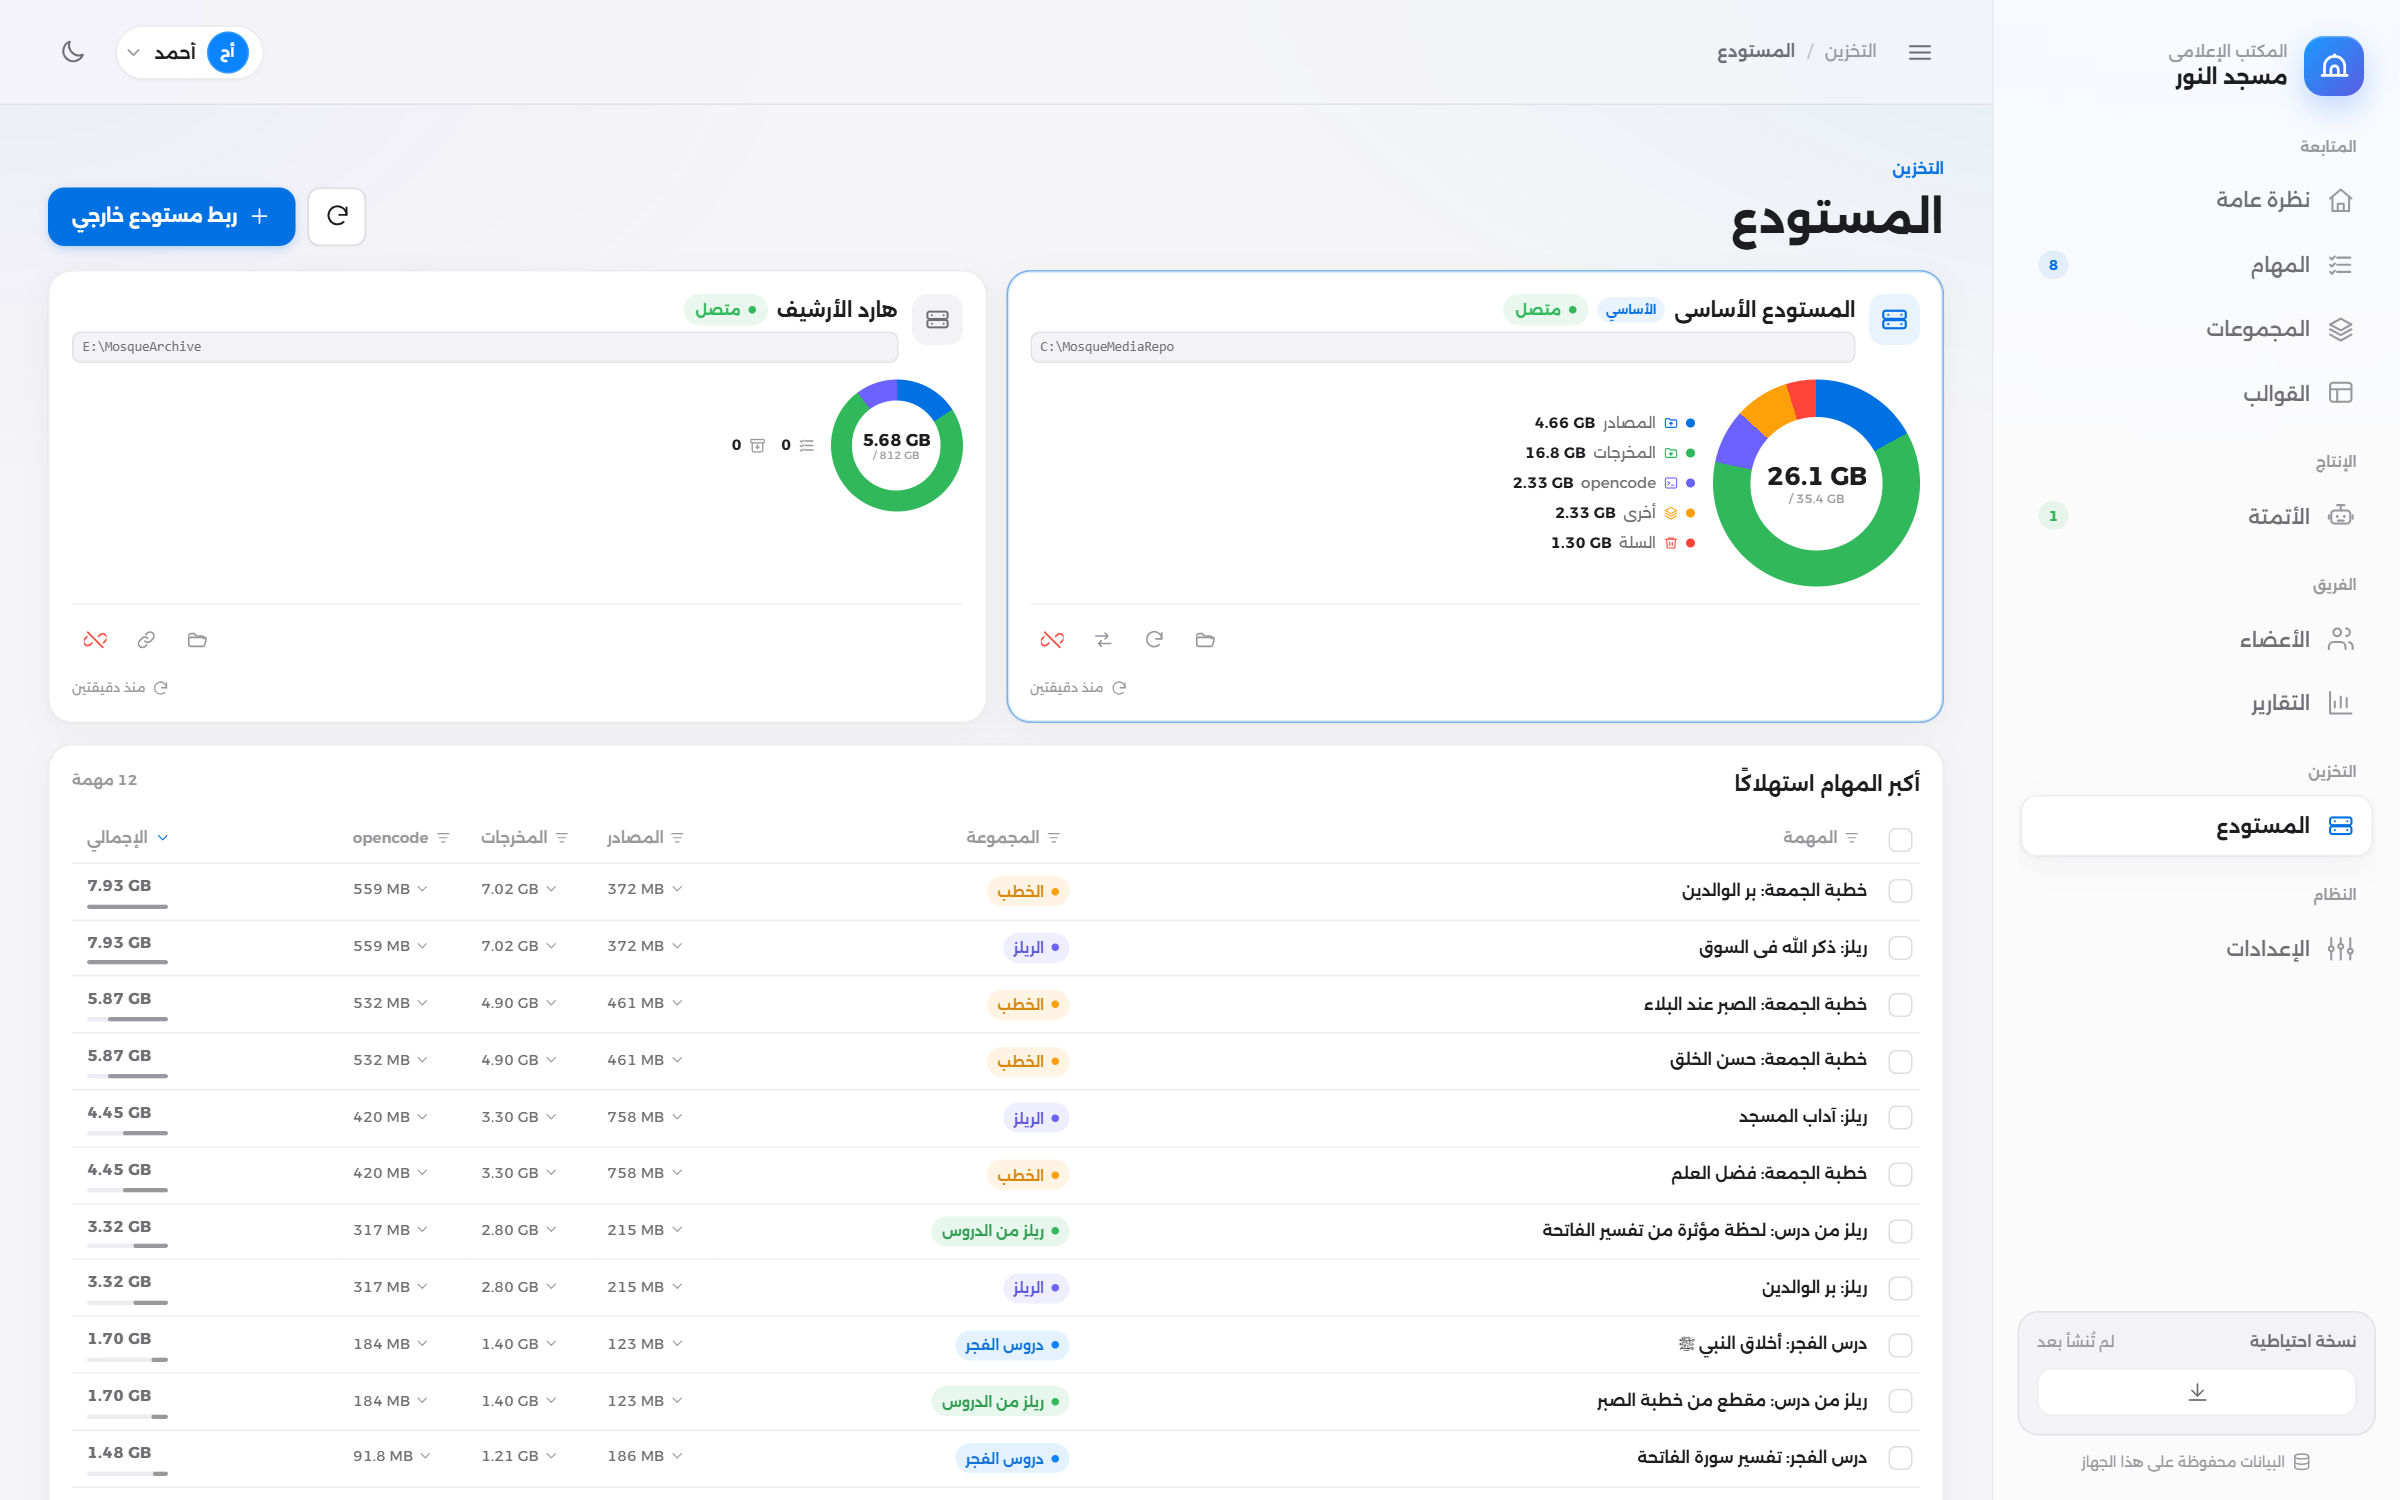 المكتب الإعلامي
مسجد النور
المتابعة
نظرة عامة
المهام 8
المجموعات
القوالب
الإنتاج
الأتمتة 1
الفريق
الأعضاء
التقارير
التخزين
المستودع
النظام
الإعدادات
نسخة احتياطية لم تُنشأ بعد
البيانات محفوظة على هذا الجهاز
التخزين / المستودع
أح أحمد
التخزين
المستودع
ربط مستودع خارجي
المستودع الأساسي الأساسي متصل
C:\MosqueMediaRepo
26.1 GB
/ 35.4 GB
المصادر 4.66 GB
المخرجات 16.8 GB
opencode 2.33 GB
أخرى 2.33 GB
السلة 1.30 GB
منذ دقيقتين
هارد الأرشيف متصل
E:\MosqueArchive
5.68 GB
/ 812 GB
0 0
منذ دقيقتين
أكبر المهام استهلاكًا
12 مهمة
المهمة المجموعة المصادر المخرجات opencode الإجمالي
خطبة الجمعة: بر الوالدين الخطب 372 MB 7.02 GB 559 MB 7.93 GB
ريلز: ذكر الله في السوق الريلز 372 MB 7.02 GB 559 MB 7.93 GB
خطبة الجمعة: الصبر عند البلاء الخطب 461 MB 4.90 GB 532 MB 5.87 GB
خطبة الجمعة: حسن الخلق الخطب 461 MB 4.90 GB 532 MB 5.87 GB
ريلز: آداب المسجد الريلز 758 MB 3.30 GB 420 MB 4.45 GB
خطبة الجمعة: فضل العلم الخطب 758 MB 3.30 GB 420 MB 4.45 GB
ريلز من درس: لحظة مؤثرة من تفسير الفاتحة ريلز من الدروس 215 MB 2.80 GB 317 MB 3.32 GB
ريلز: بر الوالدين الريلز 215 MB 2.80 GB 317 MB 3.32 GB
درس الفجر: أخلاق النبي ﷺ دروس الفجر 123 MB 1.40 GB 184 MB 1.70 GB
ريلز من درس: مقطع من خطبة الصبر ريلز من الدروس 123 MB 1.40 GB 184 MB 1.70 GB
درس الفجر: تفسير سورة الفاتحة دروس الفجر 186 MB 1.21 GB 91.8 MB 1.48 GB